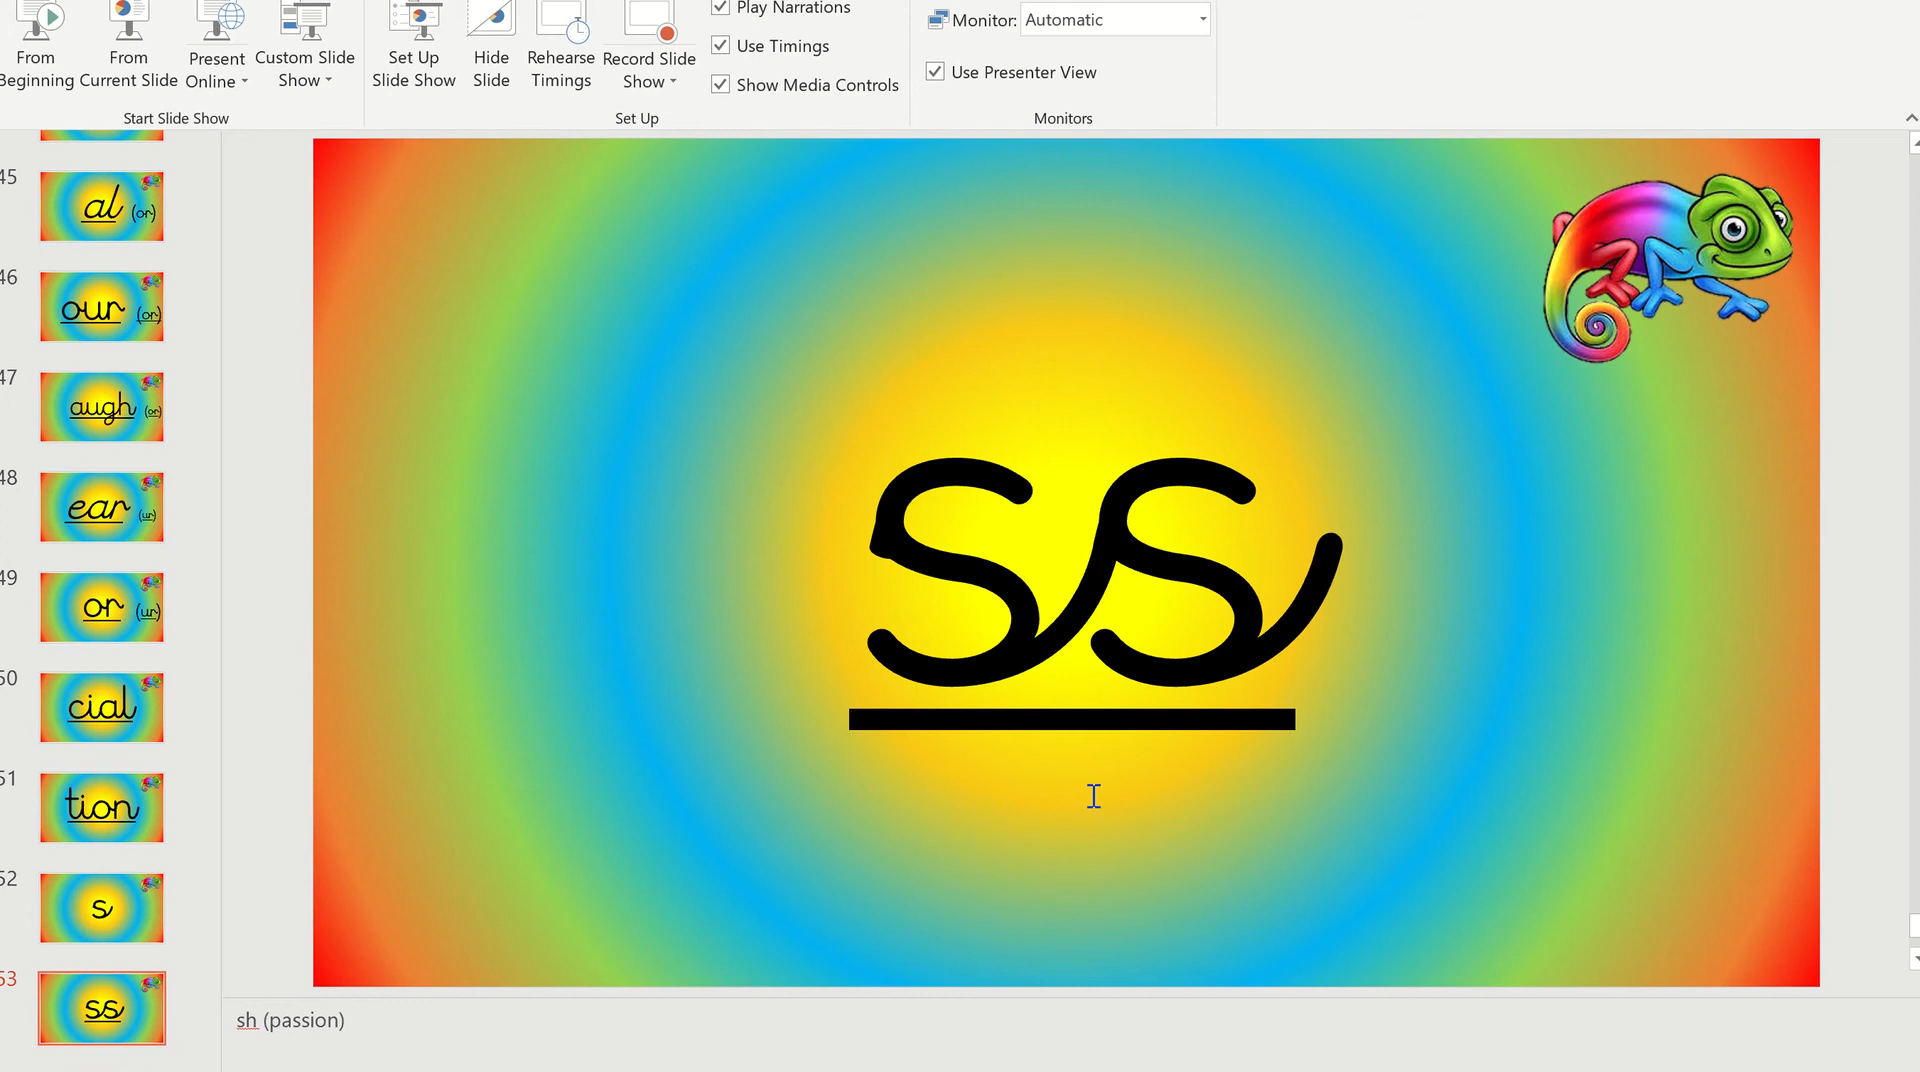 From Beginning
From Current Slide
Present Online
Custom Slide Show
Start Slide Show
Set Up Slide Show
Hide Slide
Rehearse Timings
Record Slide Show
Play Narrations
Use Timings
Show Media Controls
Set Up
Monitor: Automatic
Use Presenter View
Monitors
45
al (or)
46
our (or)
47
augh (or)
48
ear (ur)
49
or (ur)
50
cial
51
tion
52
s
53
ss
ss
sh (passion)